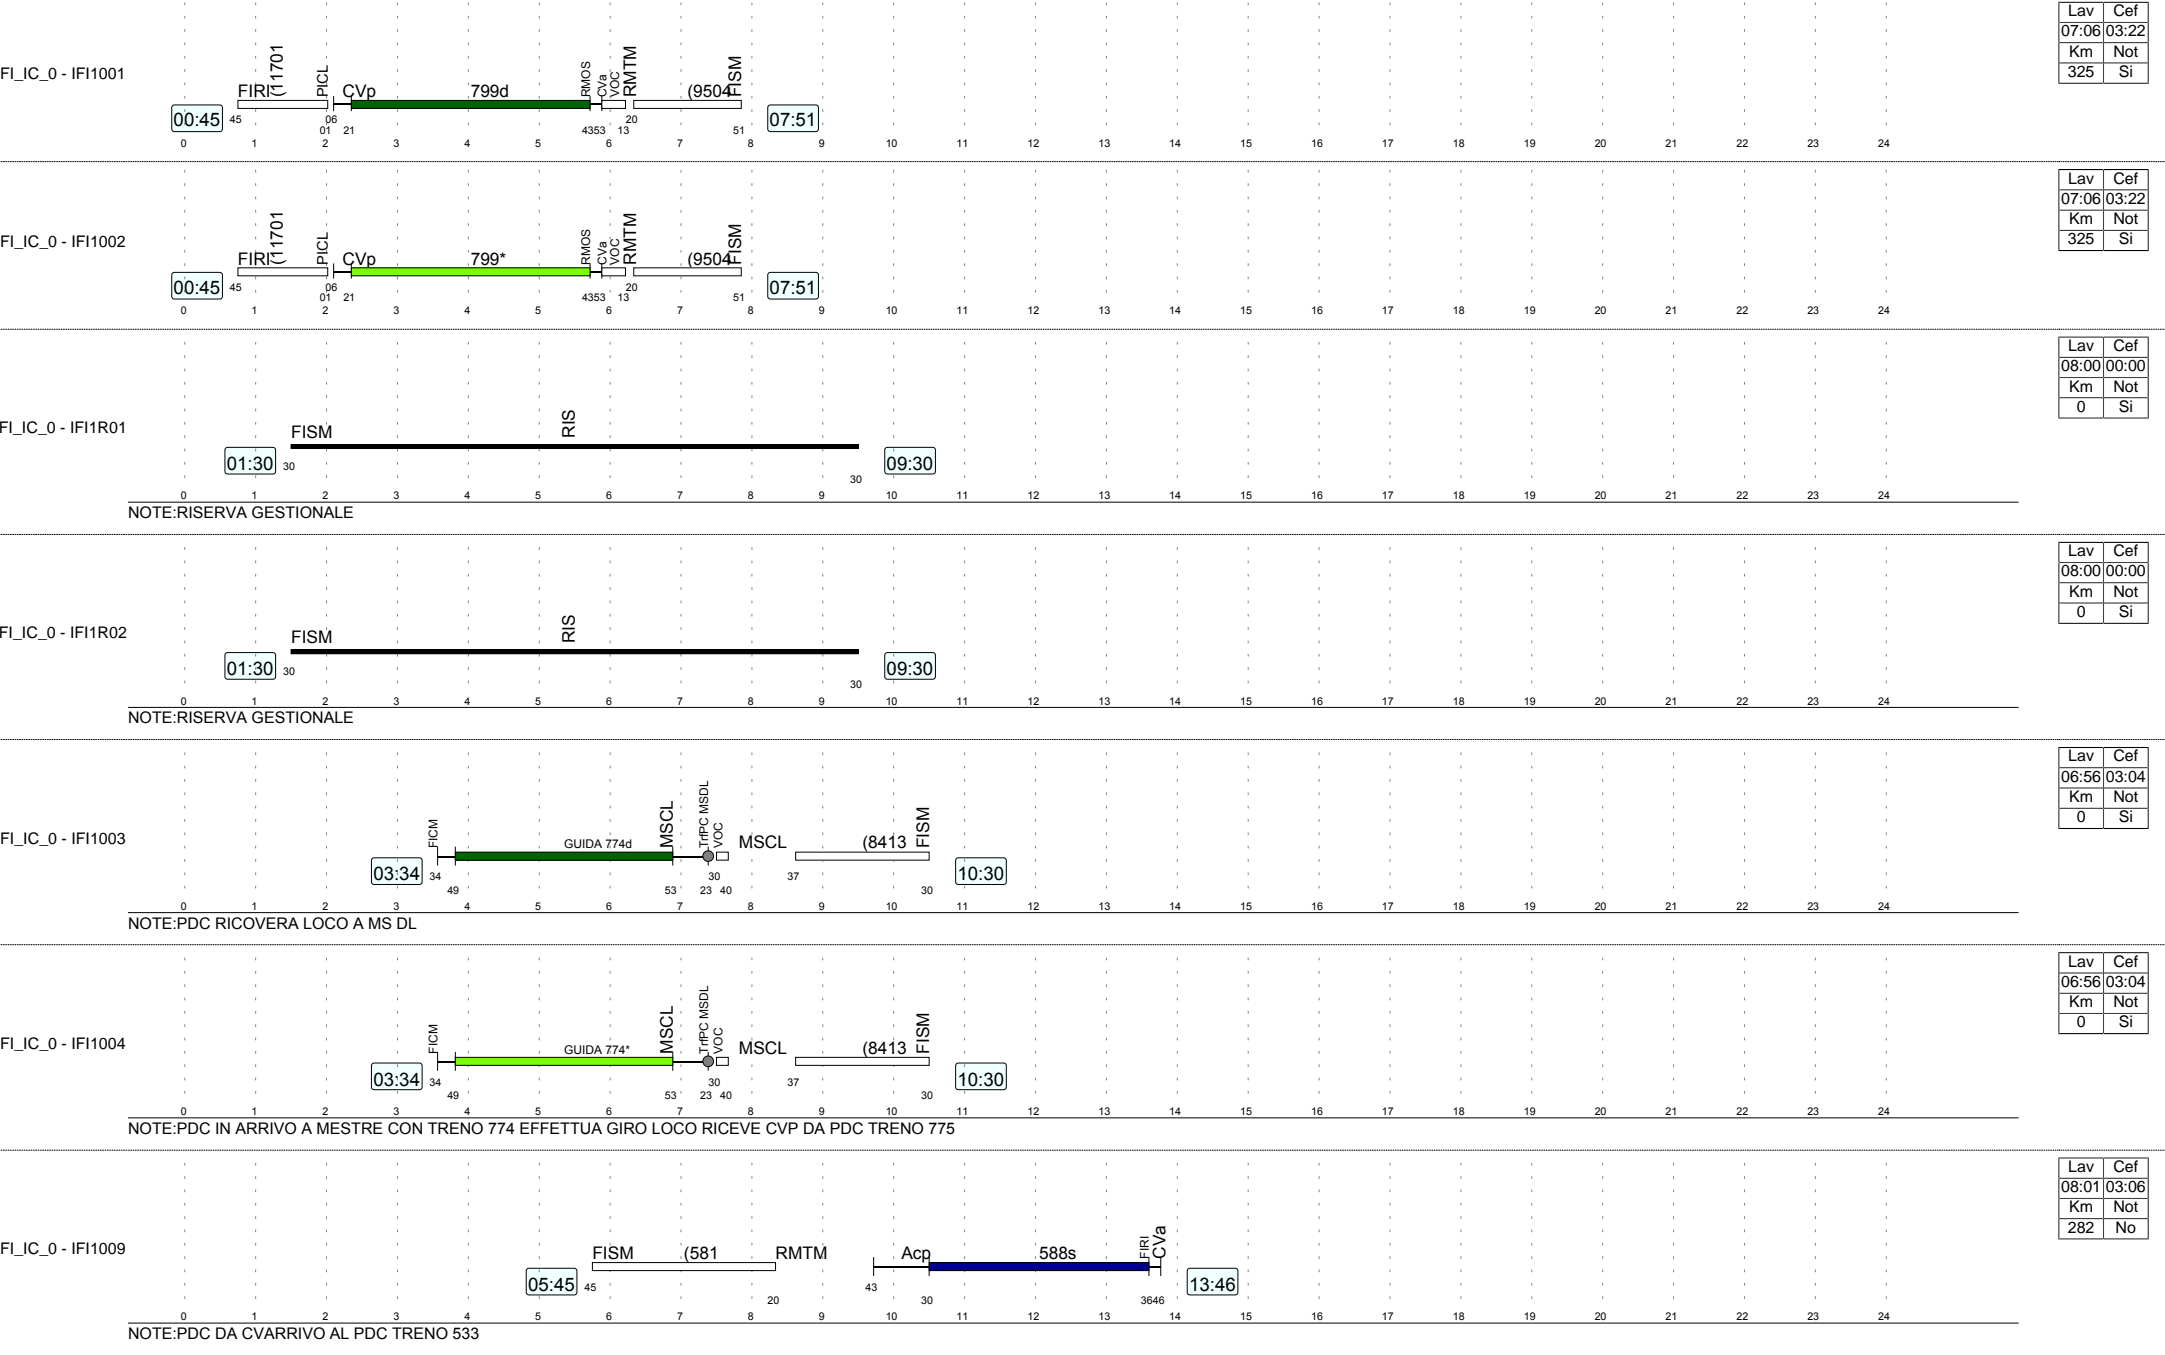 Lav Cef
07:06 03:22
Km Not
325 Si
FI_IC_0 - IFI1001
FIRI (11701 PICL CVp 799d RMOS CVa VOC RMTM (9504 FISM
00:45 45 06 20 07:51
01 21 4353 13 51
0 1 2 3 4 5 6 7 8 9 10 11 12 13 14 15 16 17 18 19 20 21 22 23 24
Lav Cef
07:06 03:22
Km Not
325 Si
FI_IC_0 - IFI1002
FIRI (11701 PICL CVp 799* RMOS CVa VOC RMTM (9504 FISM
00:45 45 06 20 07:51
01 21 4353 13 51
0 1 2 3 4 5 6 7 8 9 10 11 12 13 14 15 16 17 18 19 20 21 22 23 24
Lav Cef
08:00 00:00
Km Not
0 Si
FI_IC_0 - IFI1R01
FISM RIS
01:30 30 09:30
30
0 1 2 3 4 5 6 7 8 9 10 11 12 13 14 15 16 17 18 19 20 21 22 23 24
NOTE:RISERVA GESTIONALE
Lav Cef
08:00 00:00
Km Not
0 Si
FI_IC_0 - IFI1R02
FISM RIS
01:30 30 09:30
30
0 1 2 3 4 5 6 7 8 9 10 11 12 13 14 15 16 17 18 19 20 21 22 23 24
NOTE:RISERVA GESTIONALE
Lav Cef
06:56 03:04
Km Not
0 Si
FI_IC_0 - IFI1003
FICM GUIDA 774d MSCL TrfPC MSDL VOC MSCL (8413 FISM
03:34 34 30 37 10:30
49 53 23 40 30
0 1 2 3 4 5 6 7 8 9 10 11 12 13 14 15 16 17 18 19 20 21 22 23 24
NOTE:PDC RICOVERA LOCO A MS DL
Lav Cef
06:56 03:04
Km Not
0 Si
FI_IC_0 - IFI1004
FICM GUIDA 774* MSCL TrfPC MSDL VOC MSCL (8413 FISM
03:34 34 30 37 10:30
49 53 23 40 30
0 1 2 3 4 5 6 7 8 9 10 11 12 13 14 15 16 17 18 19 20 21 22 23 24
NOTE:PDC IN ARRIVO A MESTRE CON TRENO 774 EFFETTUA GIRO LOCO RICEVE CVP DA PDC TRENO 775
Lav Cef
08:01 03:06
Km Not
282 No
FI_IC_0 - IFI1009
FISM (581 RMTM Acp 588s FIRI CVa
05:45 45 43 13:46
20 30 3646
0 1 2 3 4 5 6 7 8 9 10 11 12 13 14 15 16 17 18 19 20 21 22 23 24
NOTE:PDC DA CVARRIVO AL PDC TRENO 533